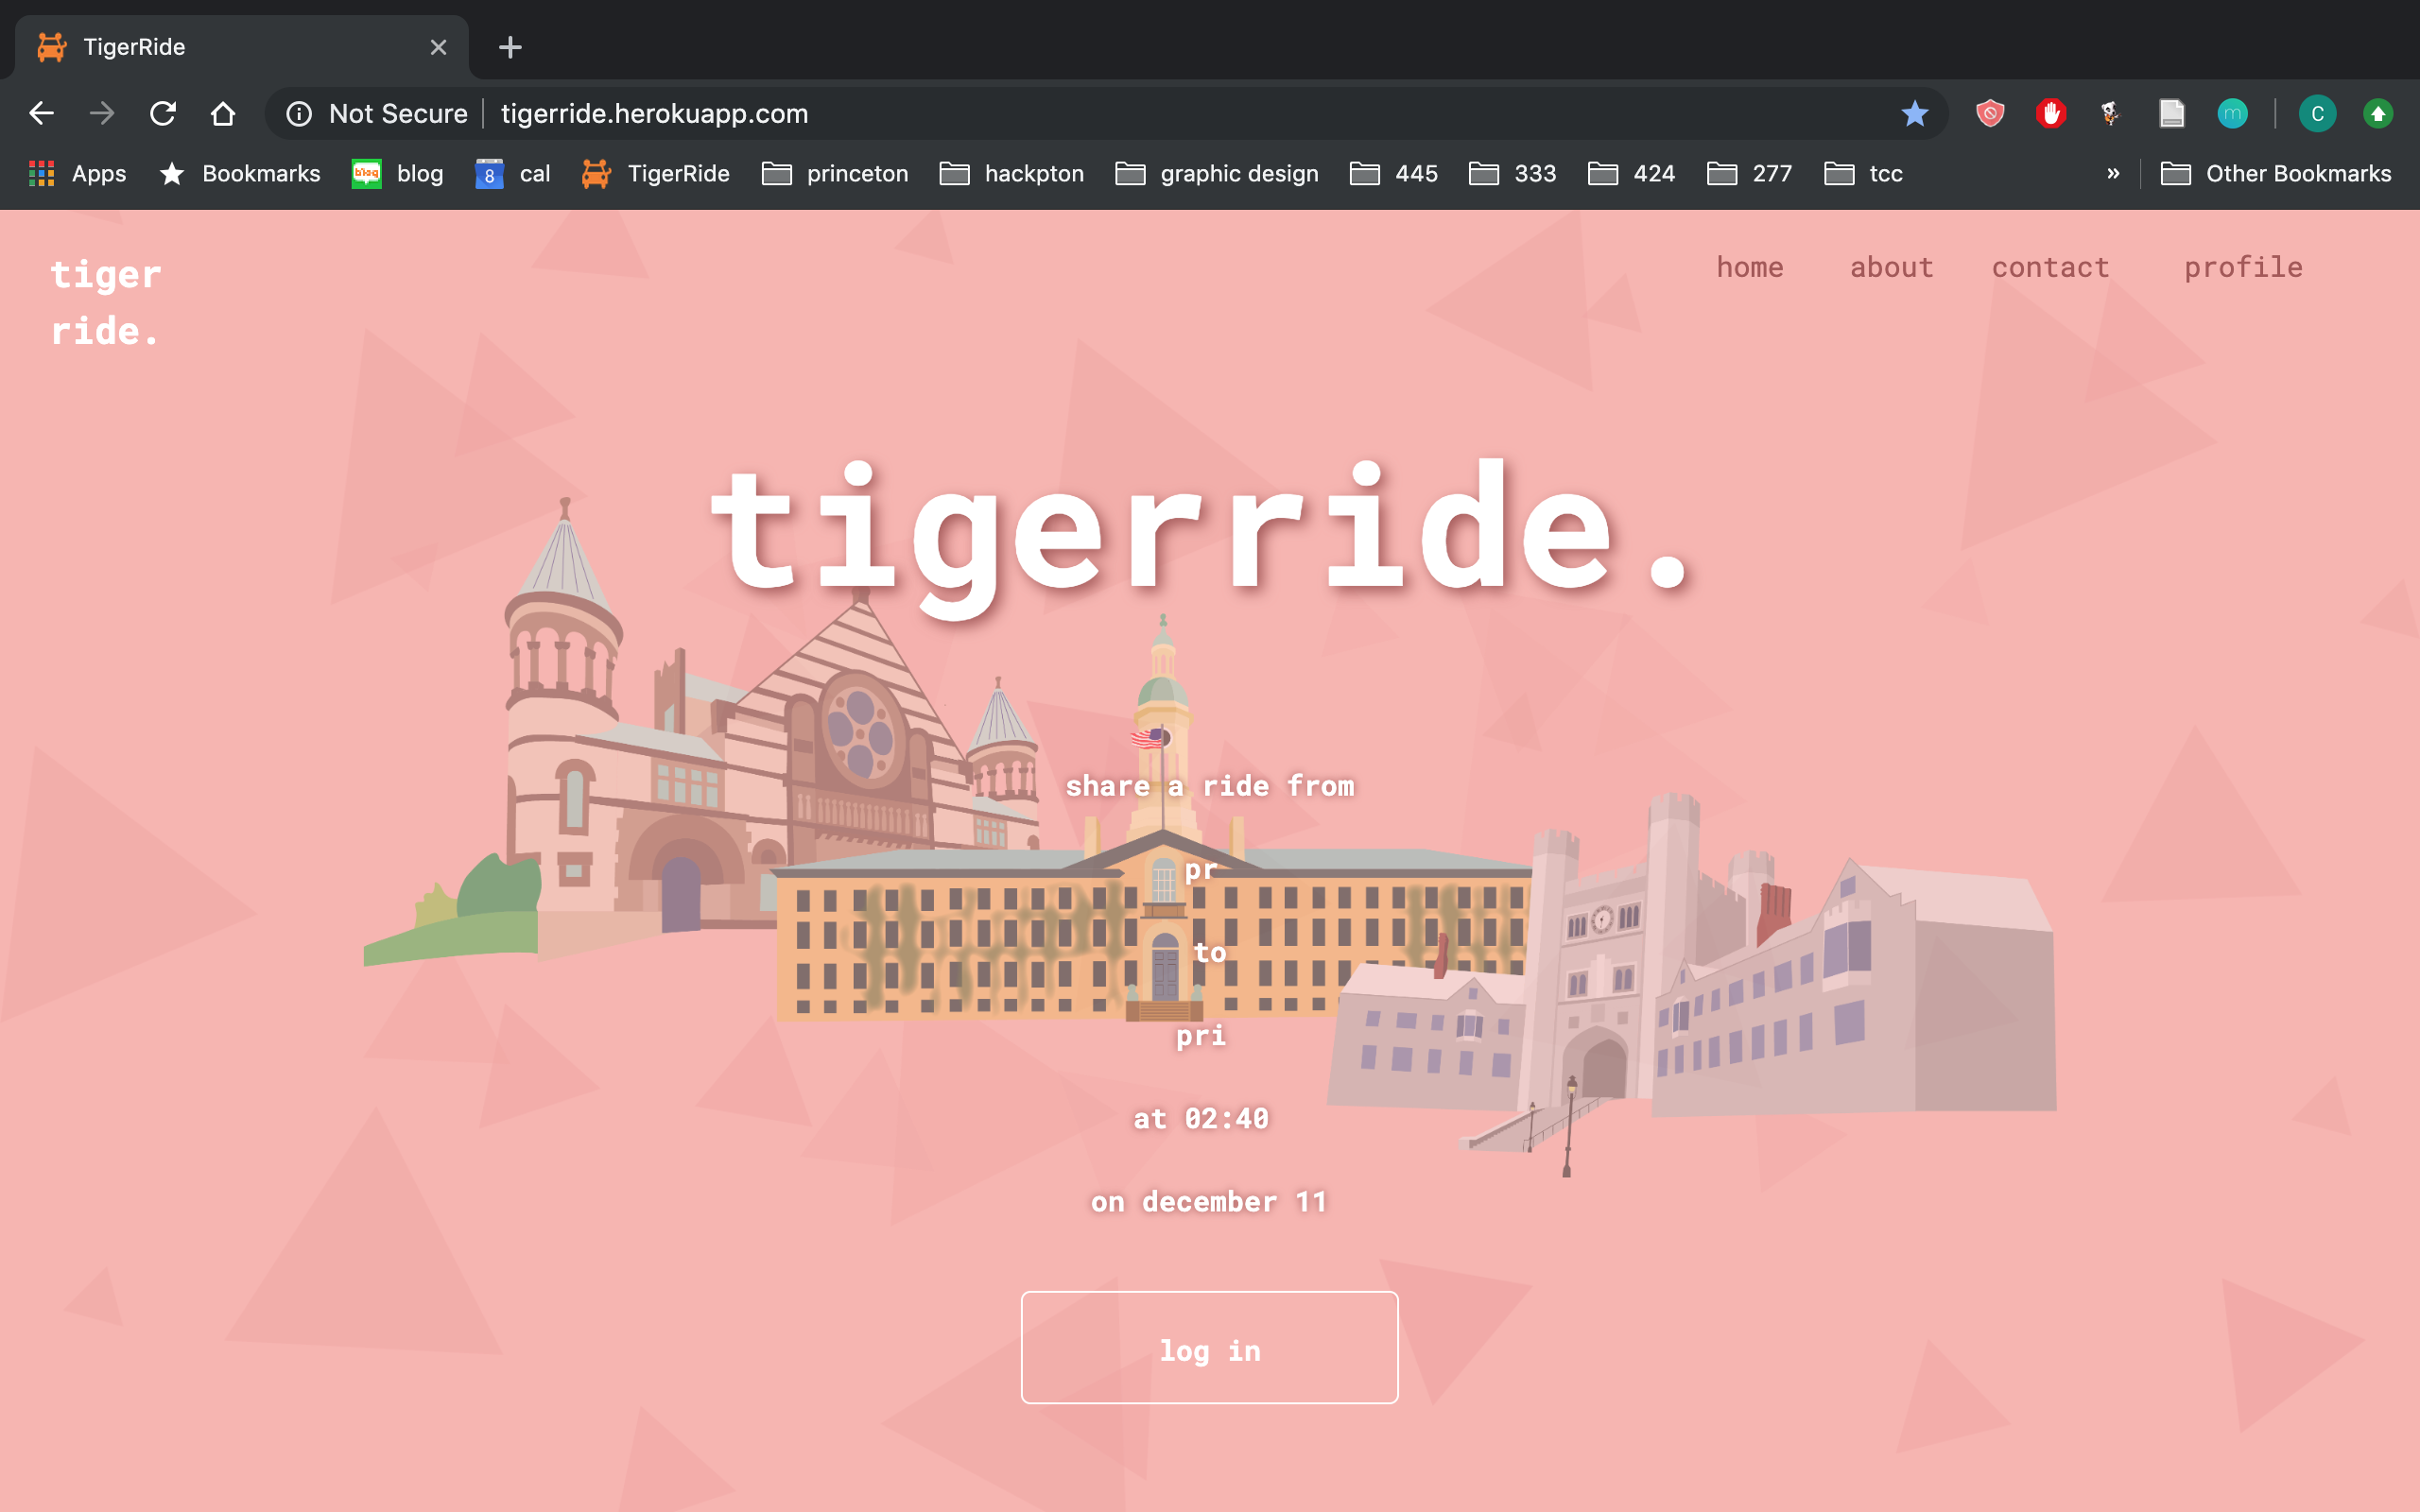 TigerRide
Not Secure tigerride.herokuapp.com
C
Apps Bookmarks blog 8 cal TigerRide princeton hackpton graphic design 445 333 424 277 tcc » Other Bookmarks
tiger
ride.
home about contact profile
tigerride.
share a ride from
pr
to
pri
at 02:40
on december 11
log in